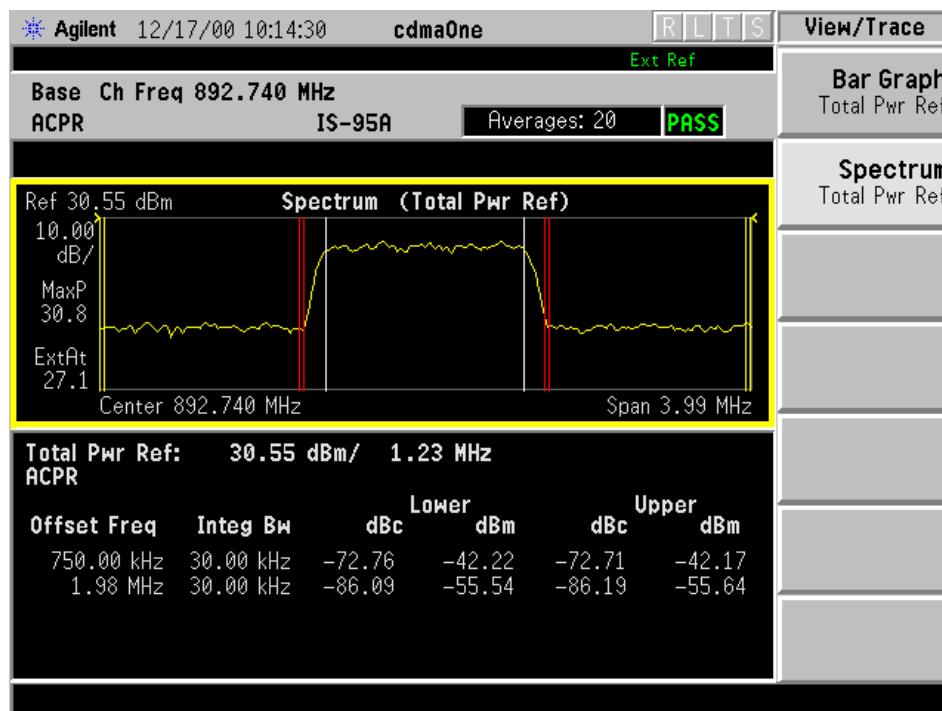 Agilent 12/17/00 10:14:30 cdmaOne R L T S View/Trace
Ext Ref
Base Ch Freq 892.740 MHz
ACPR IS-95A Averages: 20 PASS
Bar Graph
Total Pwr Ref
Spectrum
Total Pwr Ref
Ref 30.55 dBm Spectrum (Total Pwr Ref)
10.00
dB/
MaxP
30.8
ExtAt
27.1
Center 892.740 MHz Span 3.99 MHz
Total Pwr Ref: 30.55 dBm/ 1.23 MHz
ACPR
Lower Upper
Offset Freq Integ Bw dBc dBm dBc dBm
750.00 kHz 30.00 kHz -72.76 -42.22 -72.71 -42.17
1.98 MHz 30.00 kHz -86.09 -55.54 -86.19 -55.64